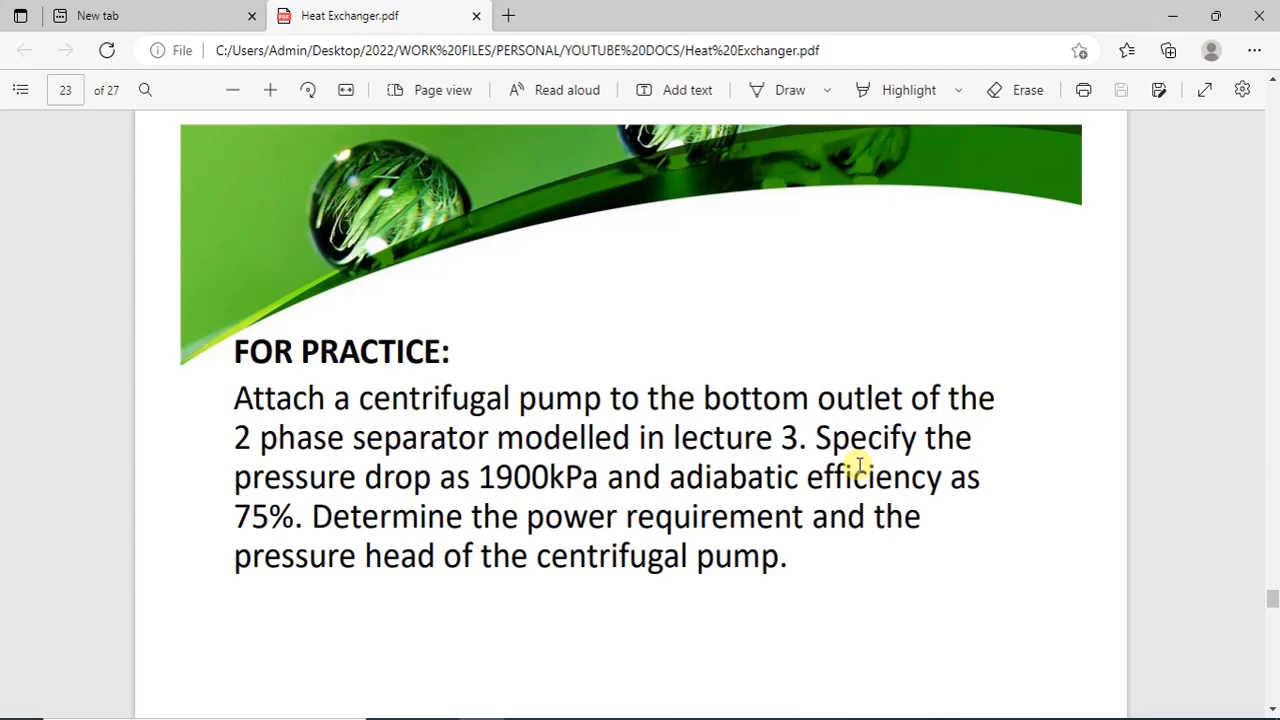 New tab
Heat Exchanger.pdf
File
C:/Users/Admin/Desktop/2022/WORK%20FILES/PERSONAL/YOUTUBE%20DOCS/Heat%20Exchanger.pdf
23 of 27
Page view
Read aloud
Add text
Draw
Highlight
Erase
FOR PRACTICE:
Attach a centrifugal pump to the bottom outlet of the
2 phase separator modelled in lecture 3. Specify the
pressure drop as 1900kPa and adiabatic efficiency as
75%. Determine the power requirement and the
pressure head of the centrifugal pump.